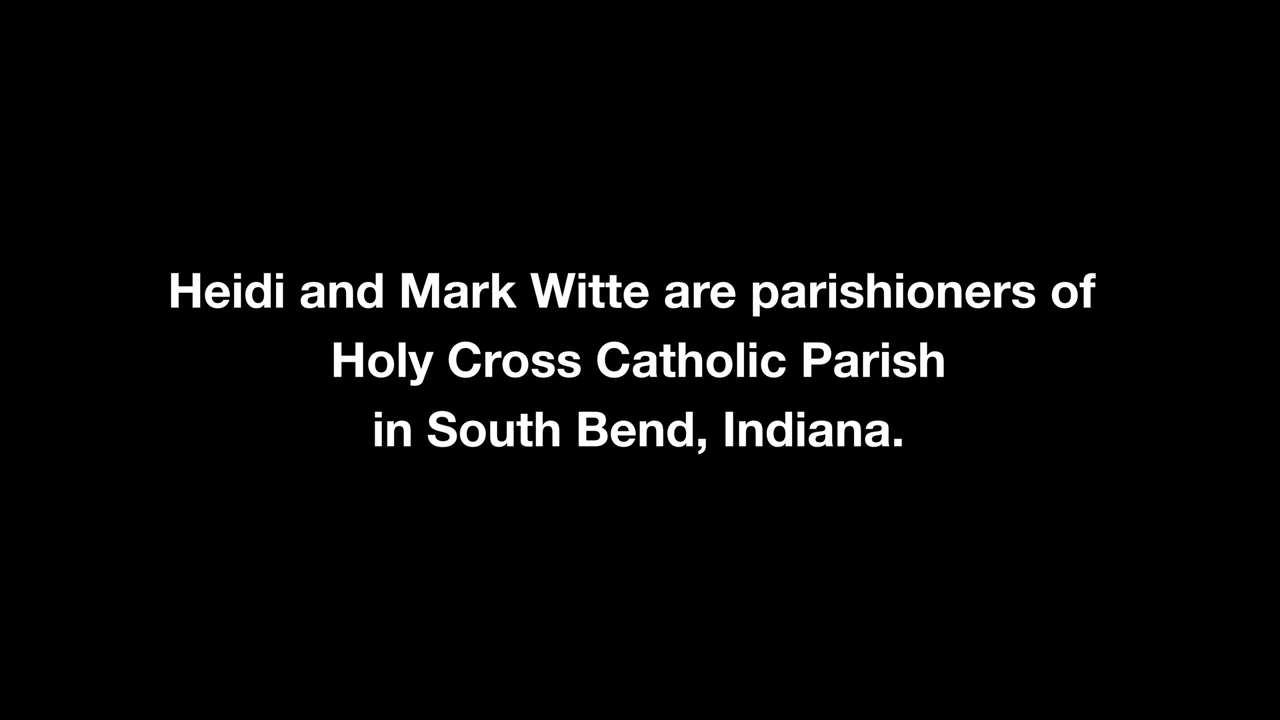 Heidi and Mark Witte are parishioners of
Holy Cross Catholic Parish
in South Bend, Indiana.